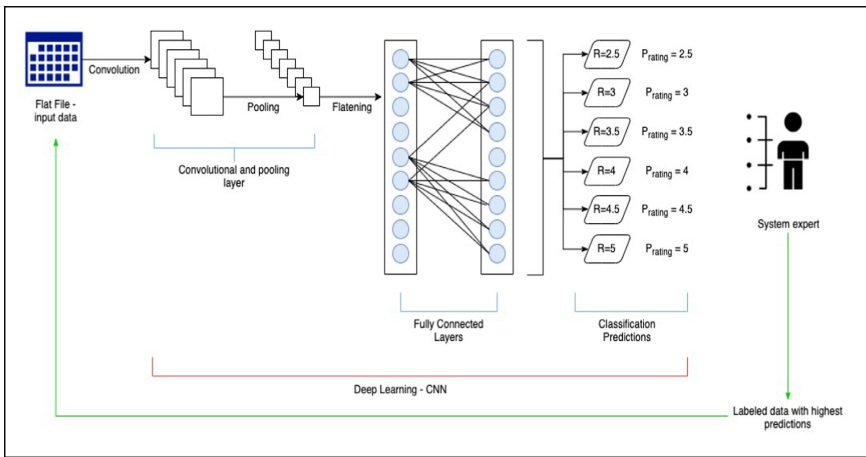 Flat File -
input data
Convolution
Pooling
Flatening
Convolutional and pooling
layer
Fully Connected
Layers
R=2.5 Prating = 2.5
R=3 Prating = 3
R=3.5 Prating = 3.5
R=4 Prating = 4
R=4.5 Prating = 4.5
R=5 Prating = 5
Classification
Predictions
System expert
Deep Learning - CNN
Labeled data with highest
predictions